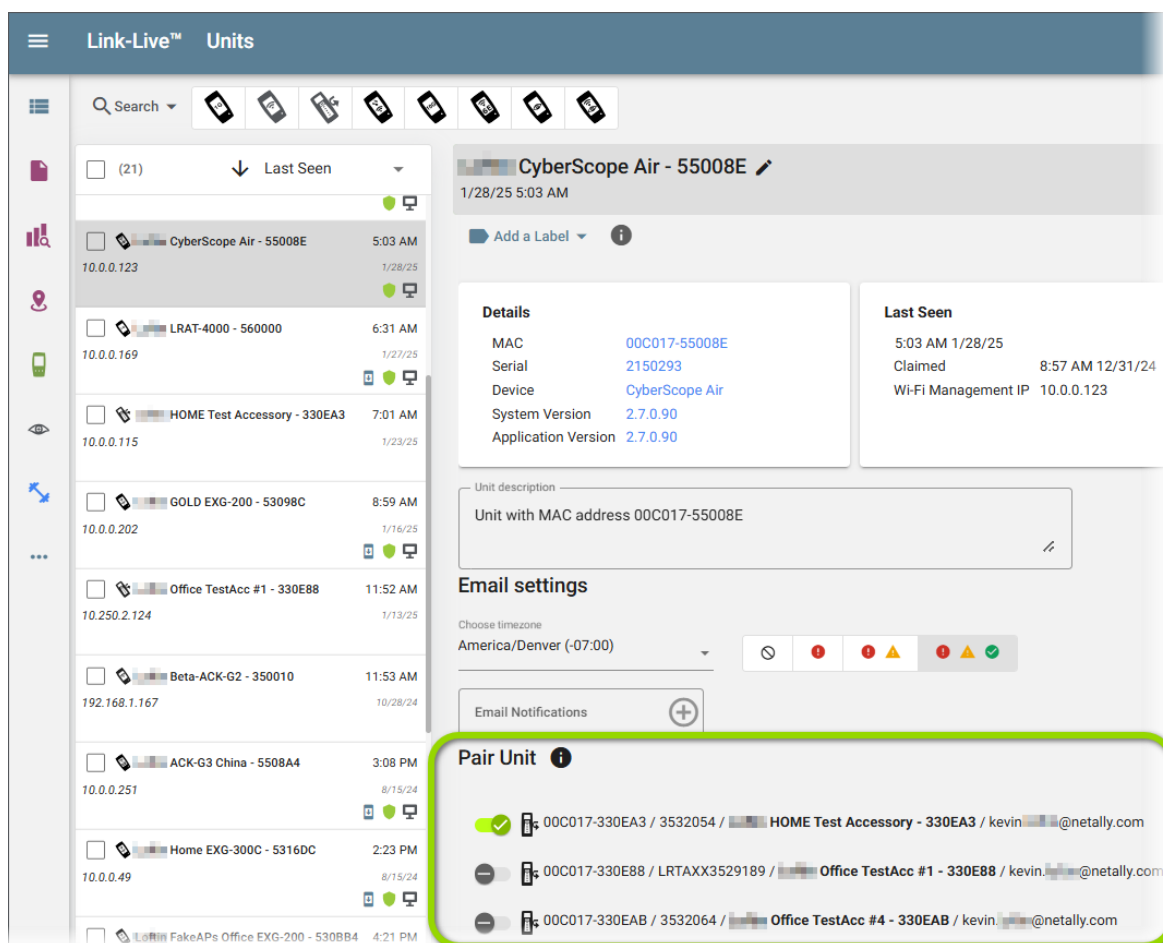 Link-Live™ Units
Search
(21) Last Seen
CyberScope Air - 55008E 5:03 AM
10.0.0.123 1/28/25
LRAT-4000 - 560000 6:31 AM
10.0.0.169 1/27/25
HOME Test Accessory - 330EA3 7:01 AM
10.0.0.115 1/23/25
GOLD EXG-200 - 53098C 8:59 AM
10.0.0.202 1/16/25
Office TestAcc #1 - 330E88 11:52 AM
10.250.2.124 1/13/25
Beta-ACK-G2 - 350010 11:53 AM
192.168.1.167 10/28/24
ACK-G3 China - 5508A4 3:08 PM
10.0.0.251 8/15/24
Home EXG-300C - 5316DC 2:23 PM
10.0.0.49 8/15/24
FakeAPs Office EXG-200 - 530BB4 4:21 PM
CyberScope Air - 55008E
1/28/25 5:03 AM
Add a Label
Details
MAC 00C017-55008E
Serial 2150293
Device CyberScope Air
System Version 2.7.0.90
Application Version 2.7.0.90
Last Seen
5:03 AM 1/28/25
Claimed 8:57 AM 12/31/24
Wi-Fi Management IP 10.0.0.123
Unit description
Unit with MAC address 00C017-55008E
Email settings
Choose timezone
America/Denver (-07:00)
Email Notifications
Pair Unit
00C017-330EA3 / 3532054 / HOME Test Accessory - 330EA3 / kevin @netally.com
00C017-330E88 / LRTAXX3529189 / Office TestAcc #1 - 330E88 / kevin. @netally.com
00C017-330EAB / 3532064 / Office TestAcc #4 - 330EAB / kevin. @netally.com